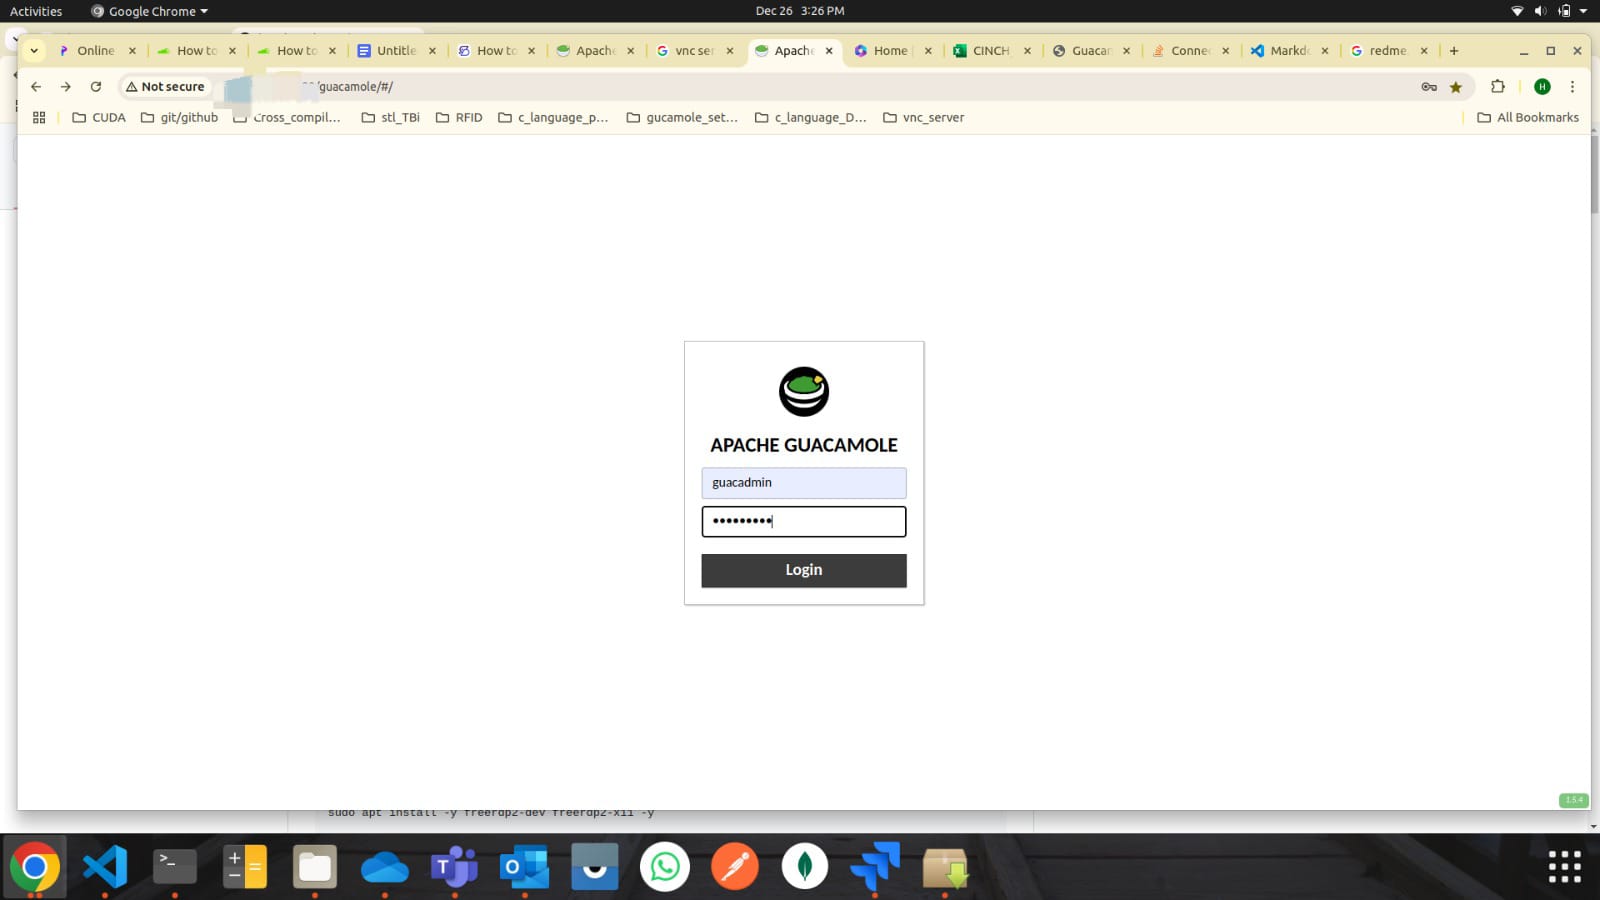 Activities Google Chrome Dec 26 3:26 PM
Online How to How to Untitle How to Apache vnc ser Apache Home CINCH Guacan Connec Markdo redme
Not secure /guacamole/#/ H
CUDA git/github Cross_compil... stl_TBi RFID c_language_p... gucamole_set... c_language_D... vnc_server All Bookmarks
APACHE GUACAMOLE
guacadmin
•••••••••
Login
1.5.4
sudo apt install -y freerdp2-dev freerdp2-x11 -y